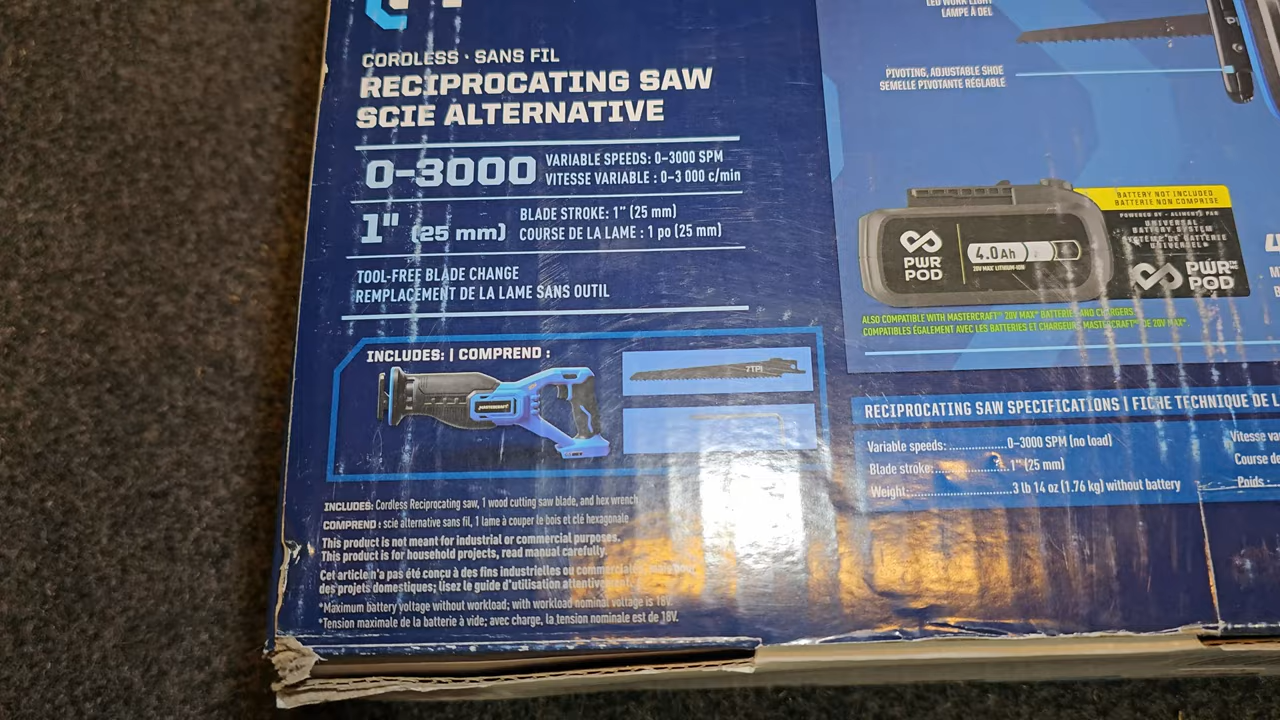 CORDLESS · SANS FIL
RECIPROCATING SAW
SCIE ALTERNATIVE
0-3000
VARIABLE SPEEDS: 0–3000 SPM
VITESSE VARIABLE : 0–3 000 c/min
1" (25 mm)
BLADE STROKE: 1" (25 mm)
COURSE DE LA LAME : 1 po (25 mm)
TOOL-FREE BLADE CHANGE
REMPLACEMENT DE LA LAME SANS OUTIL
INCLUDES: | COMPREND :
MASTERCRAFT
7TPI
INCLUDES: Cordless Reciprocating saw, 1 wood cutting saw blade, and hex wrench
COMPREND : scie alternative sans fil, 1 lame à couper le bois et clé hexagonale
This product is not meant for industrial or commercial purposes.
This product is for household projects, read manual carefully.
Cet article n'a pas été conçu à des fins industrielles ou commerciales, mais pour
des projets domestiques; lisez le guide d'utilisation attentivement.
*Maximum battery voltage without workload; with workload nominal voltage is 18V.
*Tension maximale de la batterie à vide; avec charge, la tension nominale est de 18V.
LED WORK LIGHT
LAMPE À DEL
PIVOTING, ADJUSTABLE SHOE
SEMELLE PIVOTANTE RÉGLABLE
BATTERY NOT INCLUDED
BATTERIE NON COMPRISE
POWERED BY · ALIMENTÉ PAR
UNIVERSAL
BATTERY SYSTEM
SYSTÈME DE BATTERIE
UNIVERSEL
PWR
POD
4.0Ah
20V MAX* LITHIUM-ION
PWR™
POD
ALSO COMPATIBLE WITH MASTERCRAFT® 20V MAX* BATTERIES AND CHARGERS
COMPATIBLES ÉGALEMENT AVEC LES BATTERIES ET CHARGEURS MASTERCRAFT® DE 20V MAX*
RECIPROCATING SAW SPECIFICATIONS | FICHE TECHNIQUE DE L
Variable speeds: ................0–3000 SPM (no load)
Blade stroke:....................1" (25 mm)
Weight:..........................3 lb 14 oz (1.76 kg) without battery
Vitesse va
Course de
Poids :